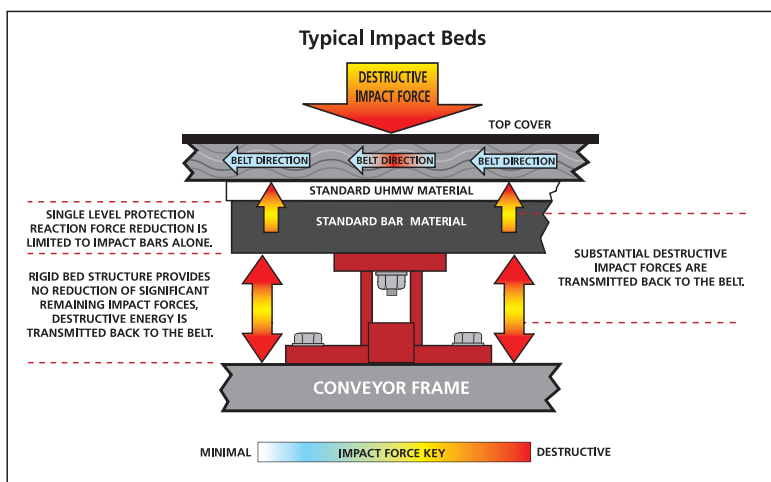 Typical Impact Beds
DESTRUCTIVE
IMPACT FORCE
TOP COVER
BELT DIRECTION
BELT DIRECTION
BELT DIRECTION
STANDARD UHMW MATERIAL
STANDARD BAR MATERIAL
SINGLE LEVEL PROTECTION
REACTION FORCE REDUCTION IS
LIMITED TO IMPACT BARS ALONE.
RIGID BED STRUCTURE PROVIDES
NO REDUCTION OF SIGNIFICANT
REMAINING IMPACT FORCES,
DESTRUCTIVE ENERGY IS
TRANSMITTED BACK TO THE BELT.
SUBSTANTIAL DESTRUCTIVE
IMPACT FORCES ARE
TRANSMITTED BACK TO THE BELT.
CONVEYOR FRAME
MINIMAL
IMPACT FORCE KEY
DESTRUCTIVE